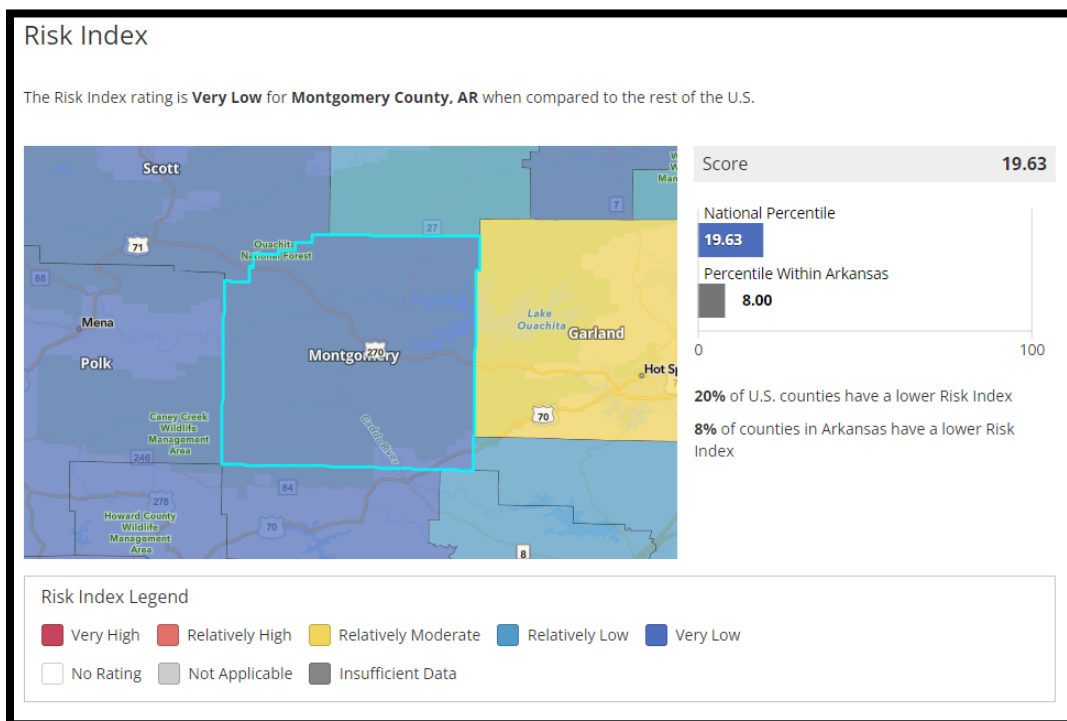 Risk Index
The Risk Index rating is Very Low for Montgomery County, AR when compared to the rest of the U.S.
Scott
27
7
71
Ouachita
National Forest
88
Mena
Polk
Montgomery
270
Lake
Ouachita
Garland
Hot Sp
70
Caney Creek
Wildlife
Management
Area
Caddo River
246
84
278
Howard County
Wildlife
Management
Area
70
8
Score 19.63
National Percentile
19.63
Percentile Within Arkansas
8.00
0 100
20% of U.S. counties have a lower Risk Index
8% of counties in Arkansas have a lower Risk
Index
Risk Index Legend
Very High Relatively High Relatively Moderate Relatively Low Very Low
No Rating Not Applicable Insufficient Data